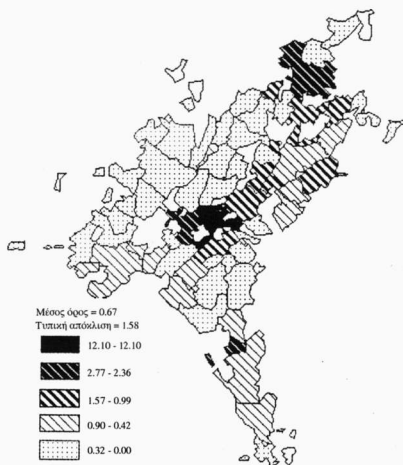 Μέσος όρος = 0.67
Τυπική απόκλιση = 1.58
12.10 - 12.10
2.77 - 2.36
1.57 - 0.99
0.90 - 0.42
0.32 - 0.00